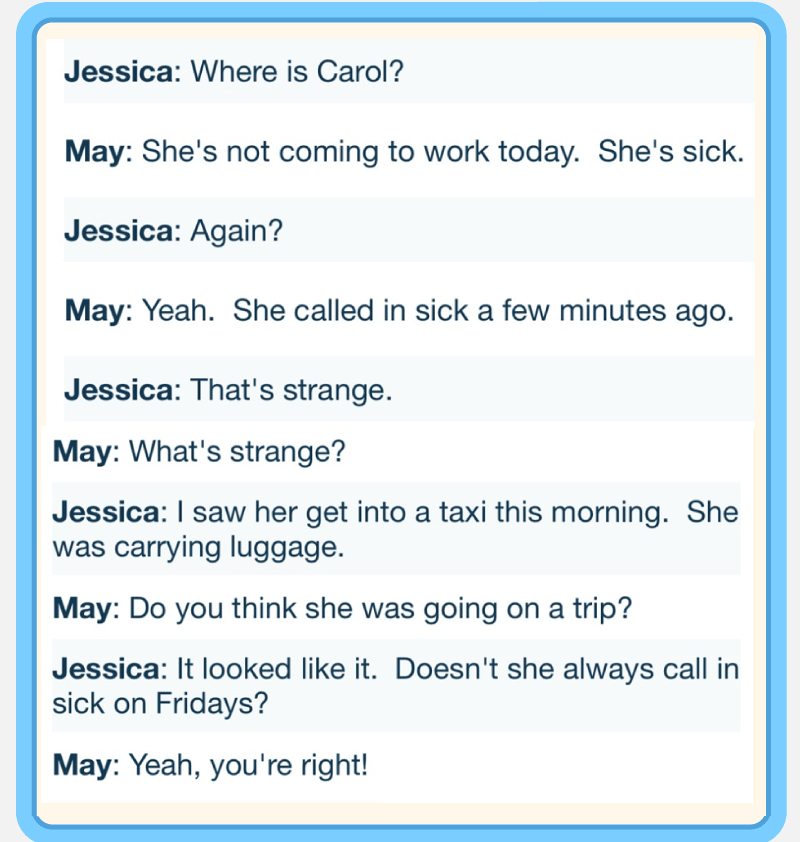 Jessica: Where is Carol?
May: She's not coming to work today.  She's sick.
Jessica: Again?
May: Yeah.  She called in sick a few minutes ago.
Jessica: That's strange.
May: What's strange?
Jessica: I saw her get into a taxi this morning.  She
was carrying luggage.
May: Do you think she was going on a trip?
Jessica: It looked like it.  Doesn't she always call in
sick on Fridays?
May: Yeah, you're right!